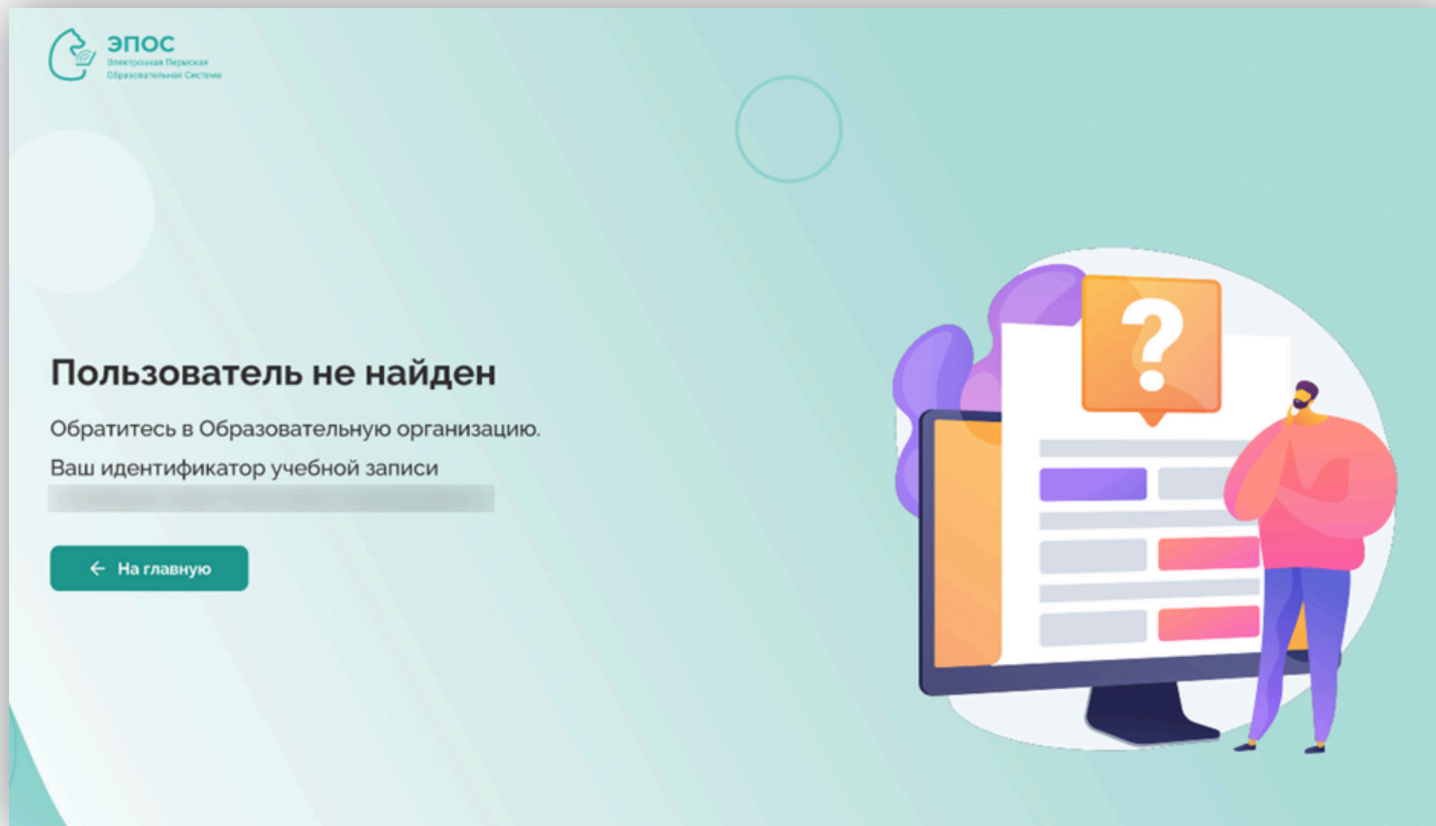 ЭПОС
Электронная Пермская
Образовательная Система
Пользователь не найден
Обратитесь в Образовательную организацию.
Ваш идентификатор учебной записи
← На главную
?